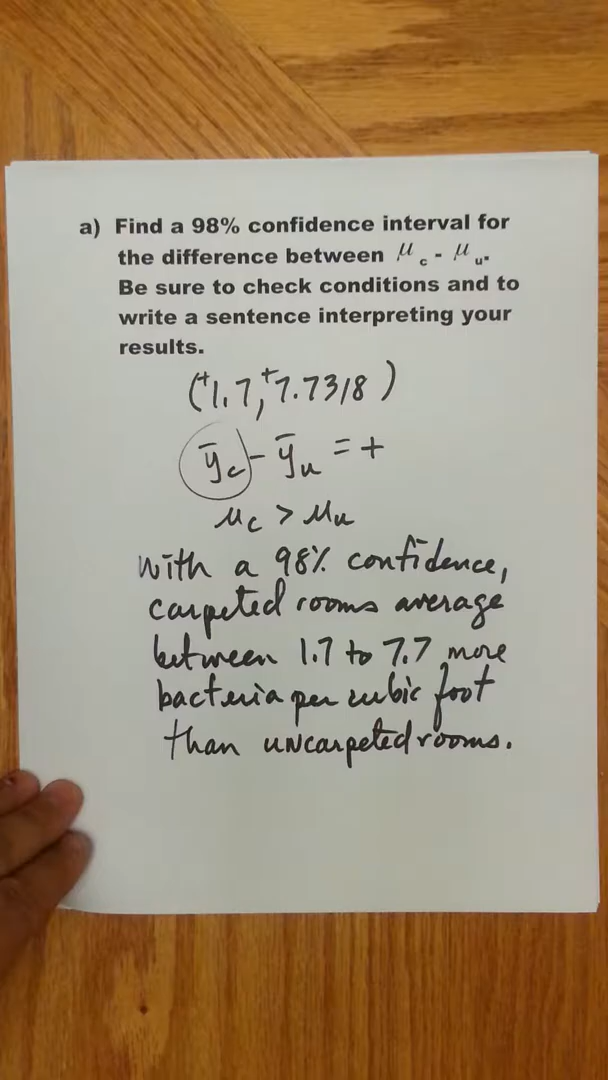 a) Find a 98% confidence interval for
the difference between μ c - μ u.
Be sure to check conditions and to
write a sentence interpreting your
results.
(+1.7, +7.7318)
ȳc - ȳu = +
μc > μu
With a 98% confidence,
carpeted rooms average
between 1.7 to 7.7 more
bacteria per cubic foot
than uncarpeted rooms.